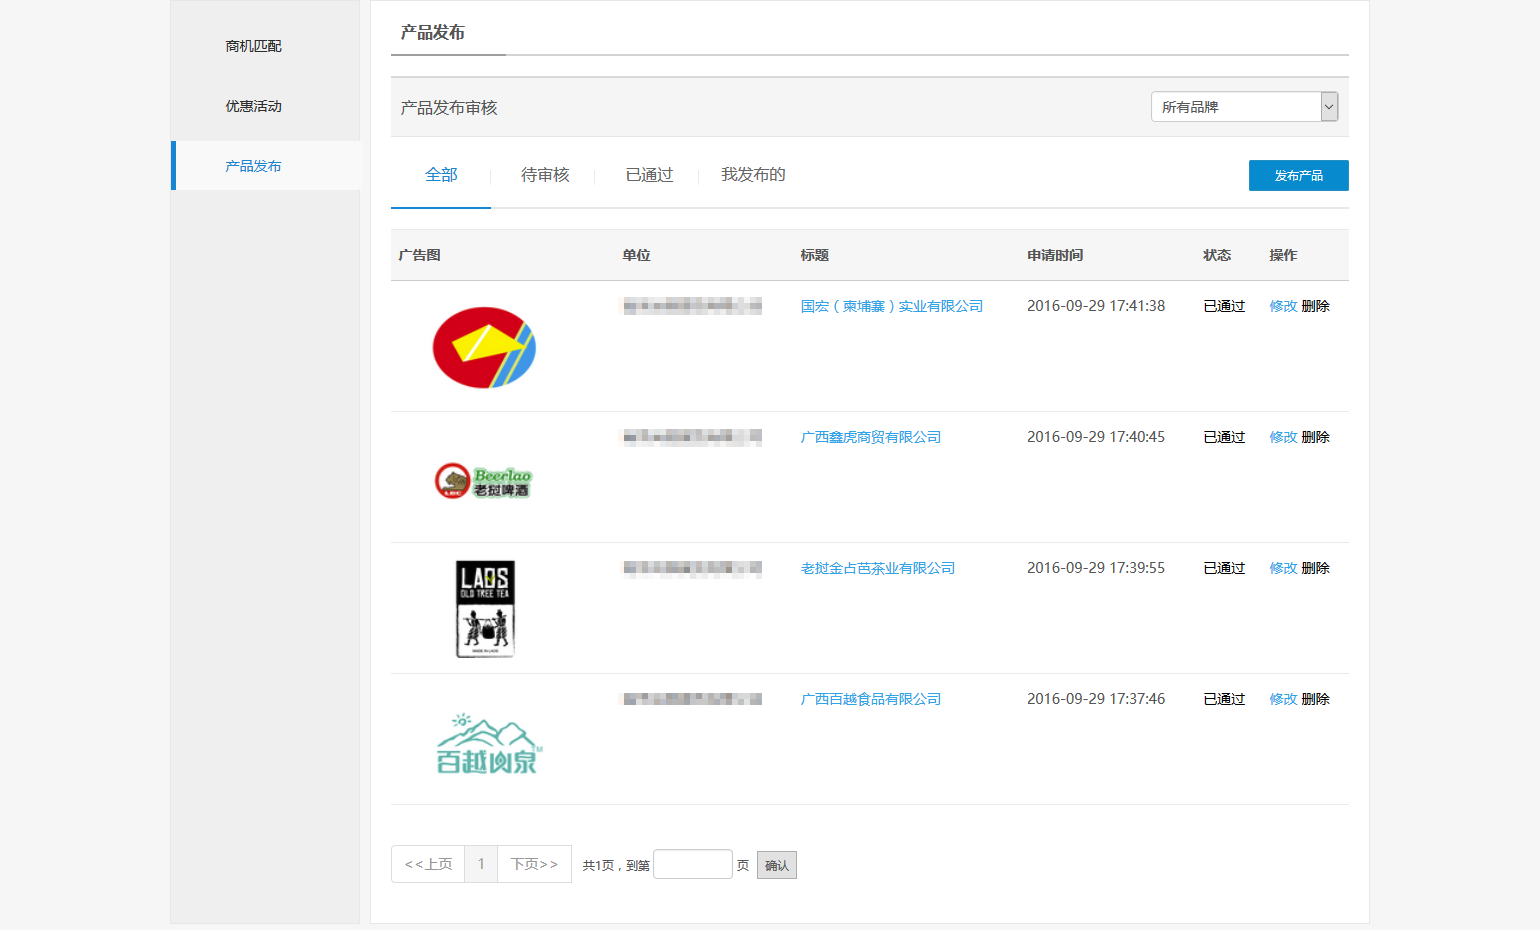 商机匹配
优惠活动
产品发布
产品发布
产品发布审核
所有品牌
全部 待审核 已通过 我发布的
发布产品
广告图 单位 标题 申请时间 状态 操作
国宏（柬埔寨）实业有限公司 2016-09-29 17:41:38 已通过 修改 删除
Beerlao
老挝啤酒
广西鑫虎商贸有限公司 2016-09-29 17:40:45 已通过 修改 删除
LAOS
OLD TREE TEA
MADE IN LAOS
老挝金占芭茶业有限公司 2016-09-29 17:39:55 已通过 修改 删除
百越山泉 TM
广西百越食品有限公司 2016-09-29 17:37:46 已通过 修改 删除
<<上页 1 下页>> 共1页，到第 页 确认